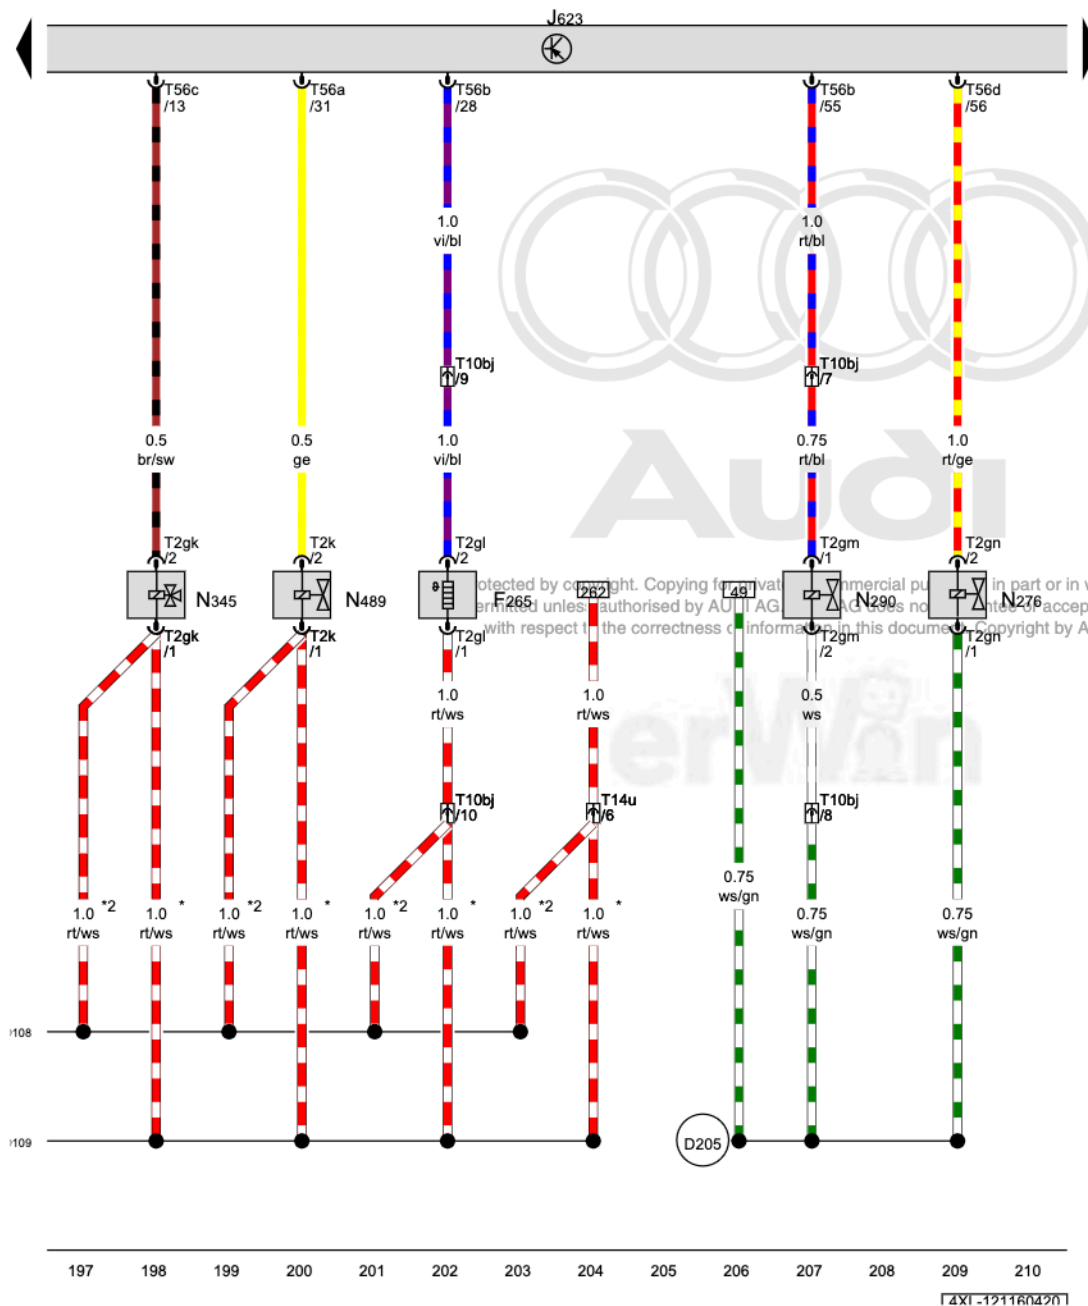 J623
T56c
/13
T56a
/31
T56b
/28
T56b
/55
T56d
/56
1.0
vi/bl
1.0
rt/bl
T10bj
/9
T10bj
/7
0.5
br/sw
0.5
ge
1.0
vi/bl
0.75
rt/bl
1.0
rt/ge
Audi
T2gk
/2
T2k
/2
T2gl
/2
T2gm
/1
T2gn
/2
N345
N489
F265
262
49
N290
N276
T2gk
/1
T2k
/1
T2gl
/1
T2gm
/2
T2gn
/1
1.0
rt/ws
1.0
rt/ws
0.5
ws
erWin
T10bj
/10
T14u
/6
T10bj
/8
0.75
ws/gn
1.0 *2
rt/ws
1.0 *
rt/ws
1.0 *2
rt/ws
1.0 *
rt/ws
1.0 *2
rt/ws
1.0 *
rt/ws
1.0 *2
rt/ws
1.0 *
rt/ws
0.75
ws/gn
0.75
ws/gn
108
109
D205
197 198 199 200 201 202 203 204 205 206 207 208 209 210
4XL-121160420